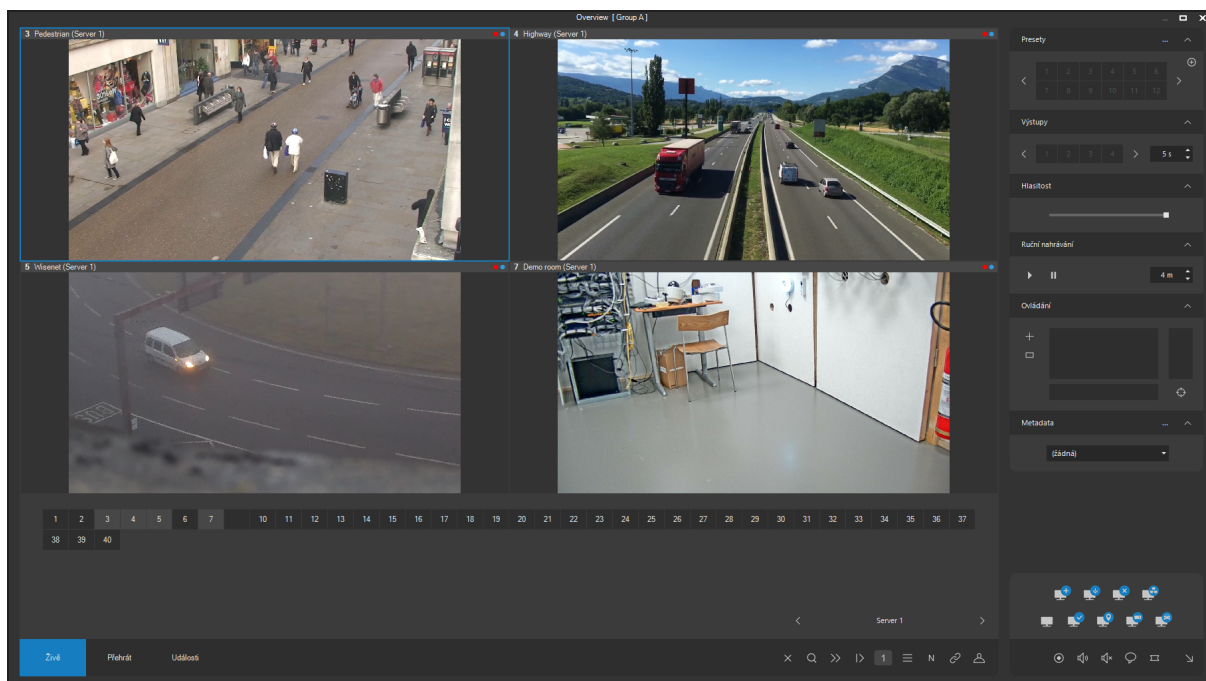 Overview [Group A]
3 Pedestrian (Server 1)
4 Highway (Server 1)
5 Wisenet (Server 1)
7 Demo room (Server 1)
1 2 3 4 5 6 7 10 11 12 13 14 15 16 17 18 19 20 21 22 23 24 25 26 27 28 29 30 31 32 33 34 35 36 37
38 39 40
Server 1
Živě Přehrát Události
1 N
Presety ...
1 2 3 4 5 6
7 8 9 10 11 12
Výstupy
1 2 3 4 5 s
Hlasitost
Ruční nahrávání
4 m
Ovládání
Metadata ...
(žádná)